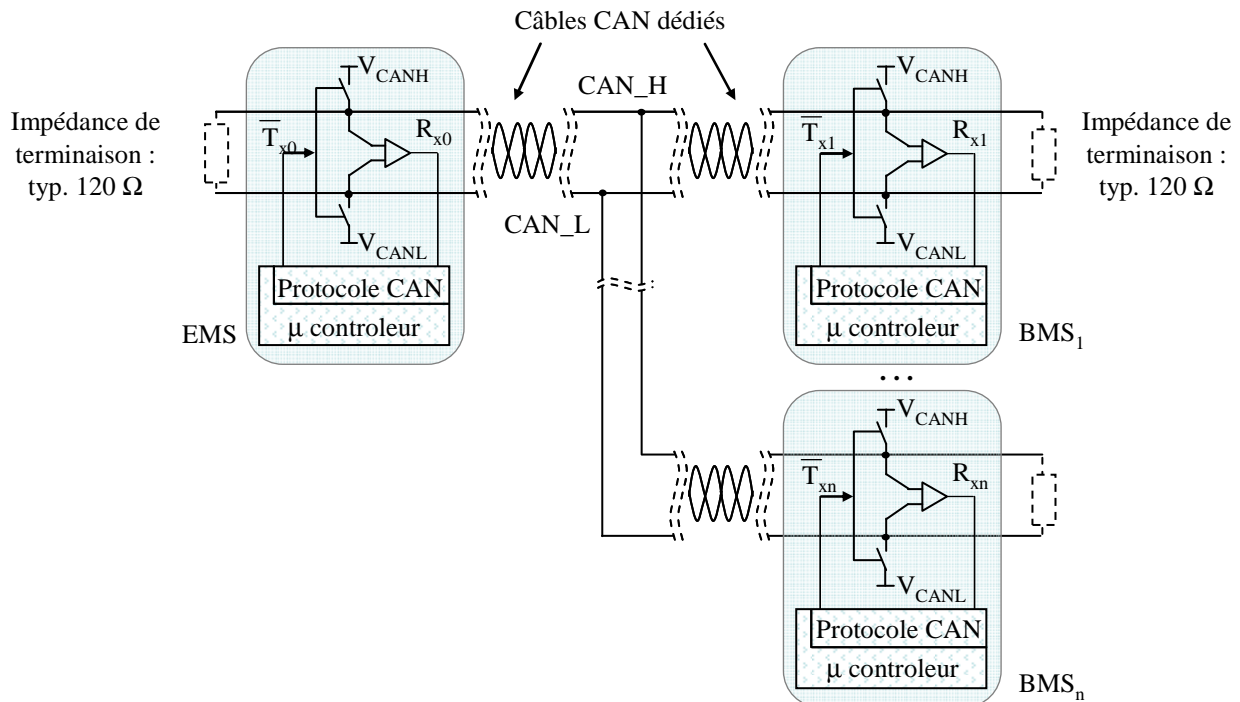 Câbles CAN dédiés
Impédance de
terminaison :
typ. 120 Ω
V_CANH
T̅_x0
R_x0
V_CANL
Protocole CAN
μ controleur
EMS
CAN_H
CAN_L
V_CANH
T̅_x1
R_x1
V_CANL
Protocole CAN
μ controleur
BMS_1
Impédance de
terminaison :
typ. 120 Ω
...
V_CANH
T̅_xn
R_xn
V_CANL
Protocole CAN
μ controleur
BMS_n